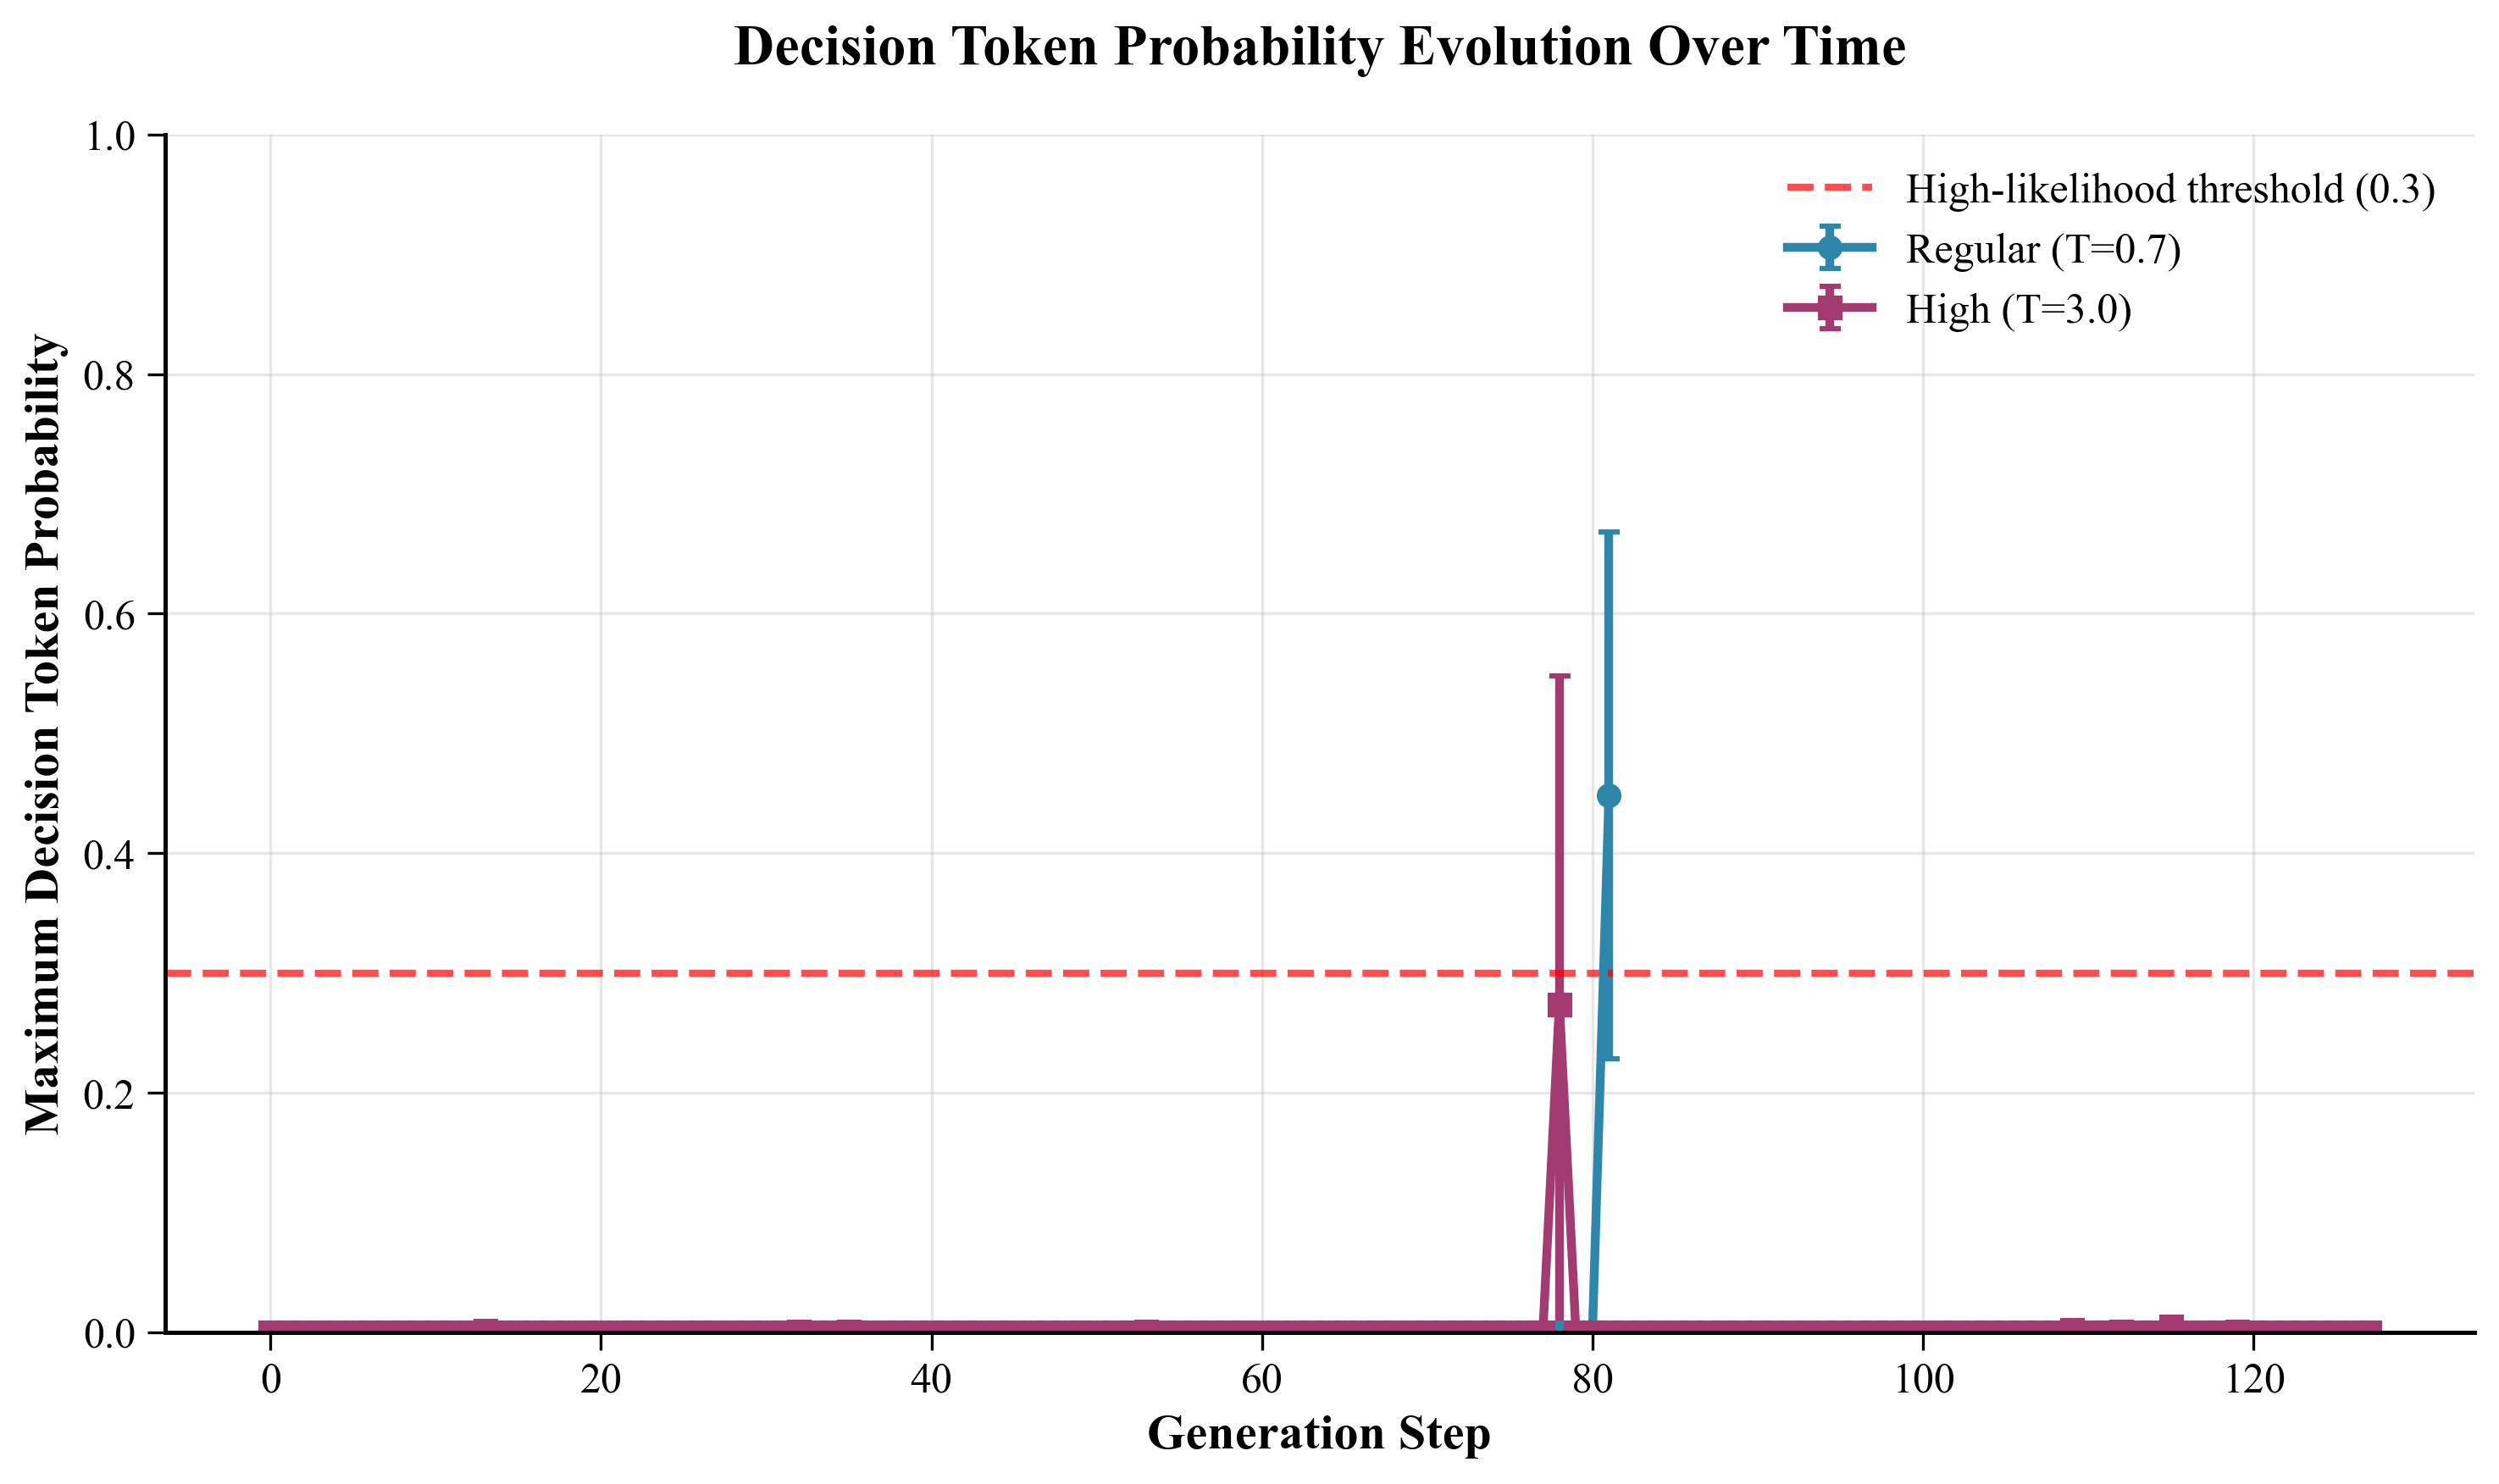 Decision Token Probability Evolution Over Time
Maximum Decision Token Probability
1.0
0.8
0.6
0.4
0.2
0.0
High-likelihood threshold (0.3)
Regular (T=0.7)
High (T=3.0)
0 20 40 60 80 100 120
Generation Step